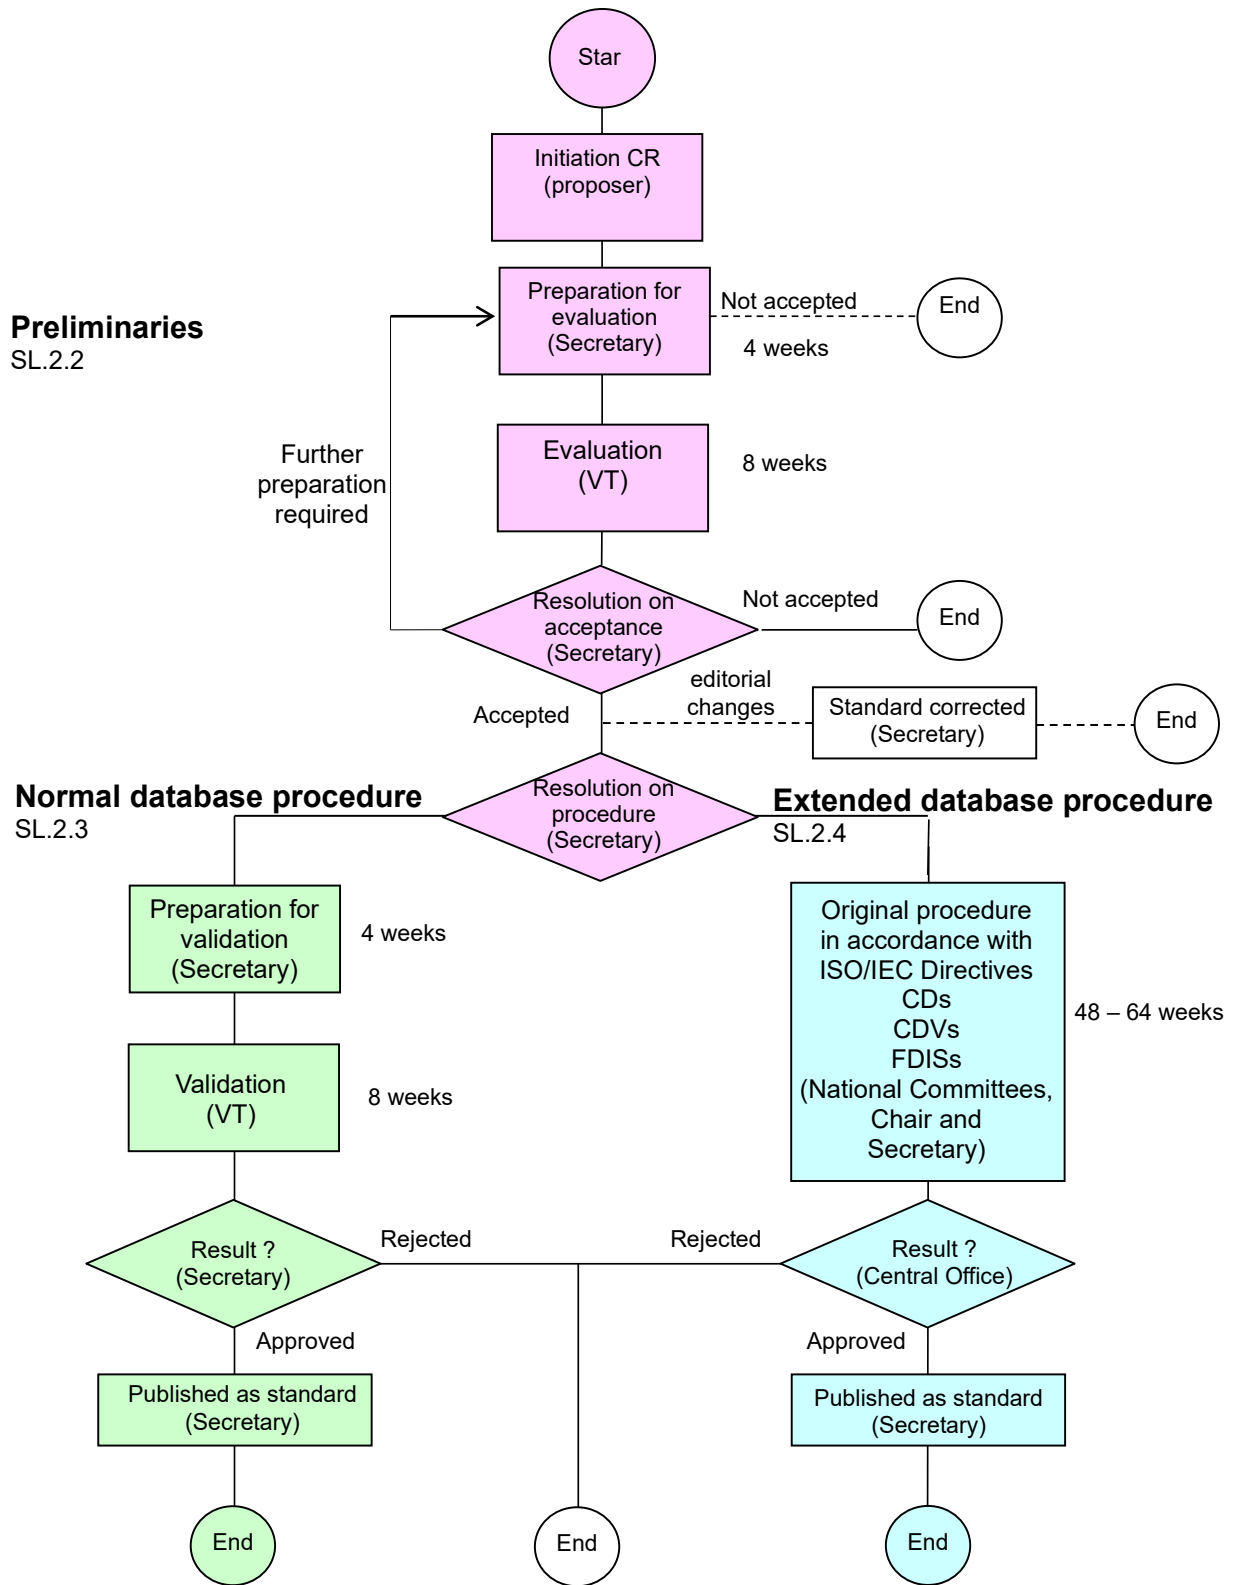 Star
Initiation CR
(proposer)
Preparation for
evaluation
(Secretary)
Not accepted
4 weeks
End
Preliminaries
SL.2.2
Evaluation
(VT)
8 weeks
Further
preparation
required
Resolution on
acceptance
(Secretary)
Not accepted
End
Accepted
editorial
changes
Standard corrected
(Secretary)
End
Resolution on
procedure
(Secretary)
Normal database procedure
SL.2.3
Extended database procedure
SL.2.4
Preparation for
validation
(Secretary)
4 weeks
Original procedure
in accordance with
ISO/IEC Directives
CDs
CDVs
FDISs
(National Committees,
Chair and
Secretary)
48 – 64 weeks
Validation
(VT)
8 weeks
Result ?
(Secretary)
Rejected
Rejected
Result ?
(Central Office)
Approved
Approved
Published as standard
(Secretary)
Published as standard
(Secretary)
End
End
End